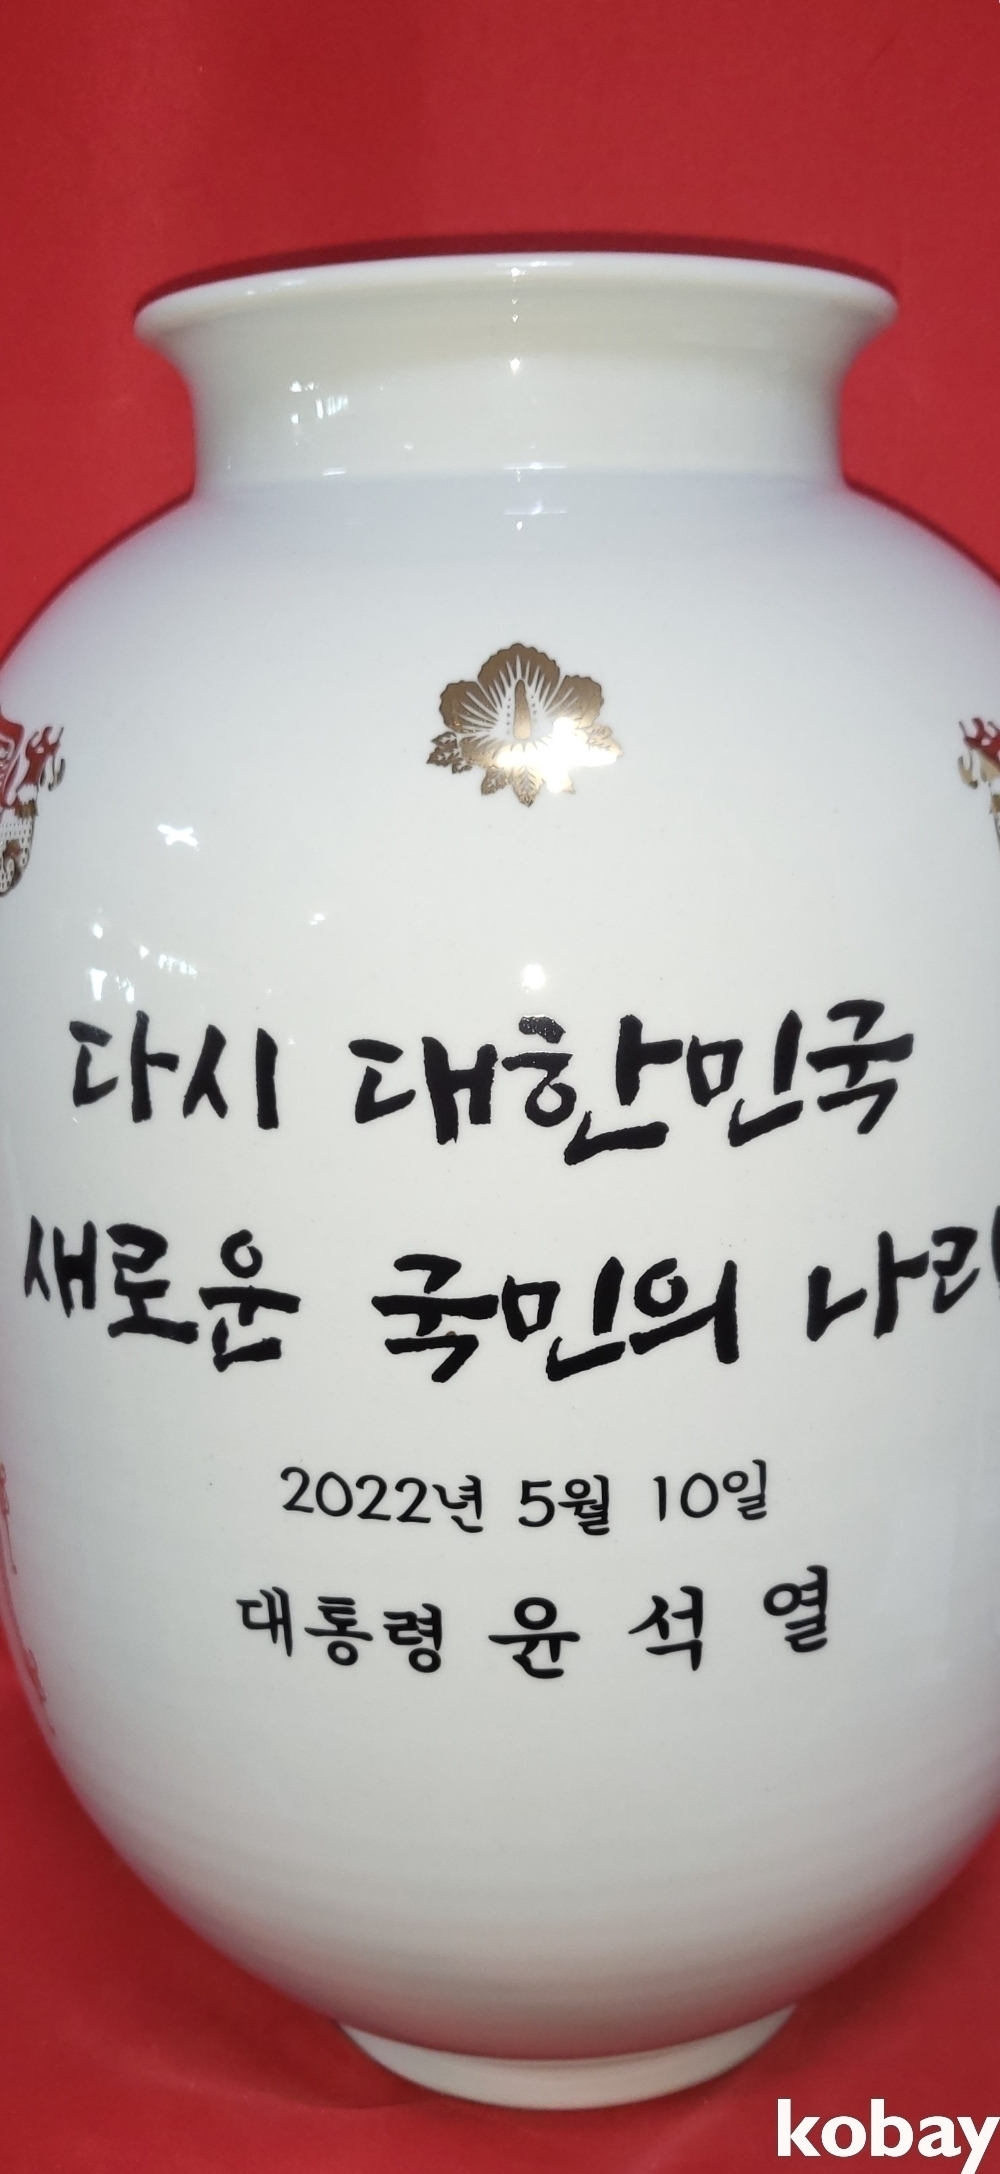 다시 대한민국
새로운 국민의 나라
2022년 5월 10일
대통령 윤 석 열
kobay